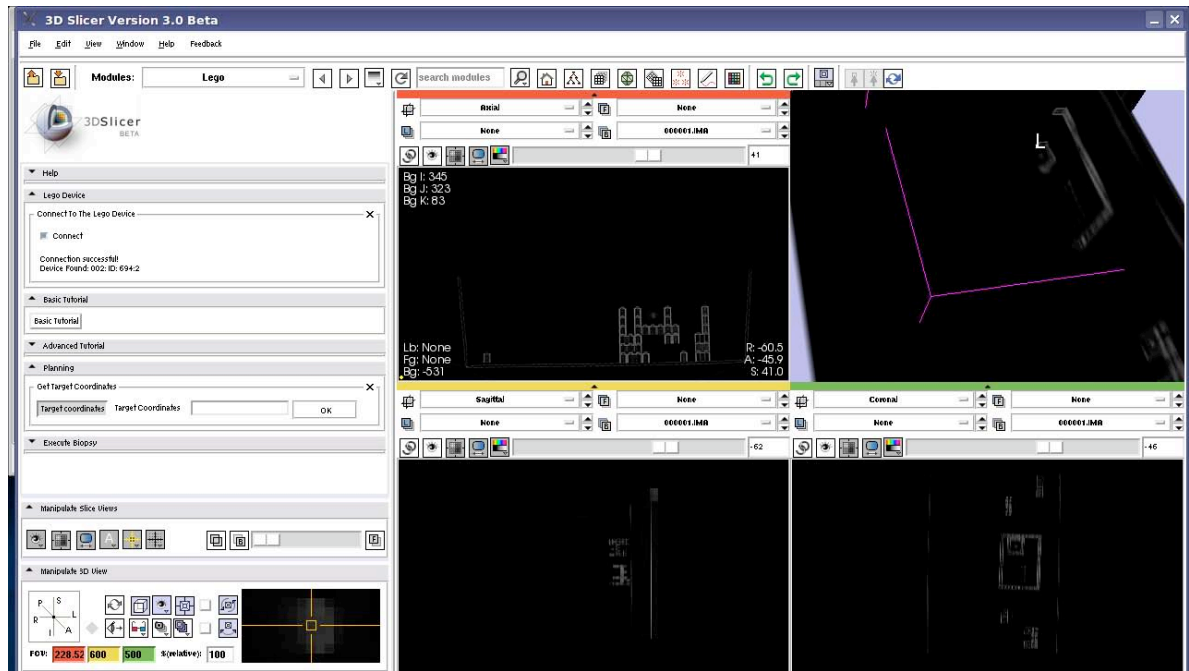 3D Slicer Version 3.0 Beta
File Edit View Window Help Feedback
Modules: Lego search modules
3DSlicer
BETA
Help
Lego Device
Connect To The Lego Device
Connect
Connection successful!
Device Found: 002: ID: 694:2
Basic Tutorial
Basic Tutorial
Advanced Tutorial
Planning
Get Target Coordinates
Target coordinates Target Coordinates OK
Execute Biopsy
Manipulate Slice Views
Manipulate 3D View
P S
R L
I A
FOV: 228.52 600 500 %(relative): 100
Axial None
None 000001.IMA
41
Bg I: 345
Bg J: 323
Bg K: 83
Lb: None R: -60.5
Fg: None A: -45.9
Bg: -531 S: 41.0
L
Sagittal None
None 000001.IMA
-62
Coronal None
None 000001.IMA
-46